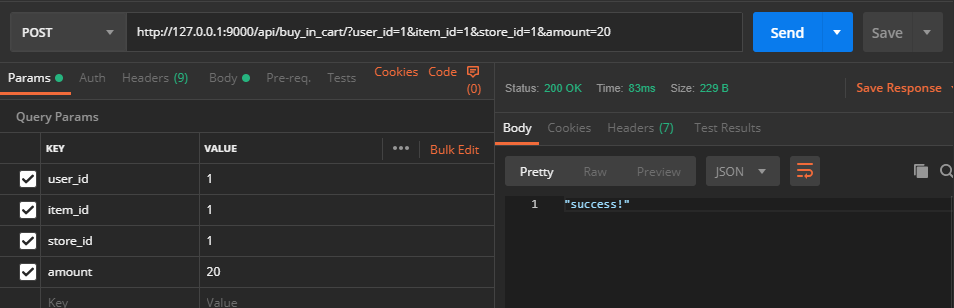 POST http://127.0.0.1:9000/api/buy_in_cart/?user_id=1&item_id=1&store_id=1&amount=20 Send Save
Params Auth Headers (9) Body Pre-req. Tests Cookies Code (0)
Query Params
KEY VALUE ••• Bulk Edit
user_id 1
item_id 1
store_id 1
amount 20
Key Value
Status: 200 OK Time: 83ms Size: 229 B Save Response
Body Cookies Headers (7) Test Results
Pretty Raw Preview JSON
1 "success!"